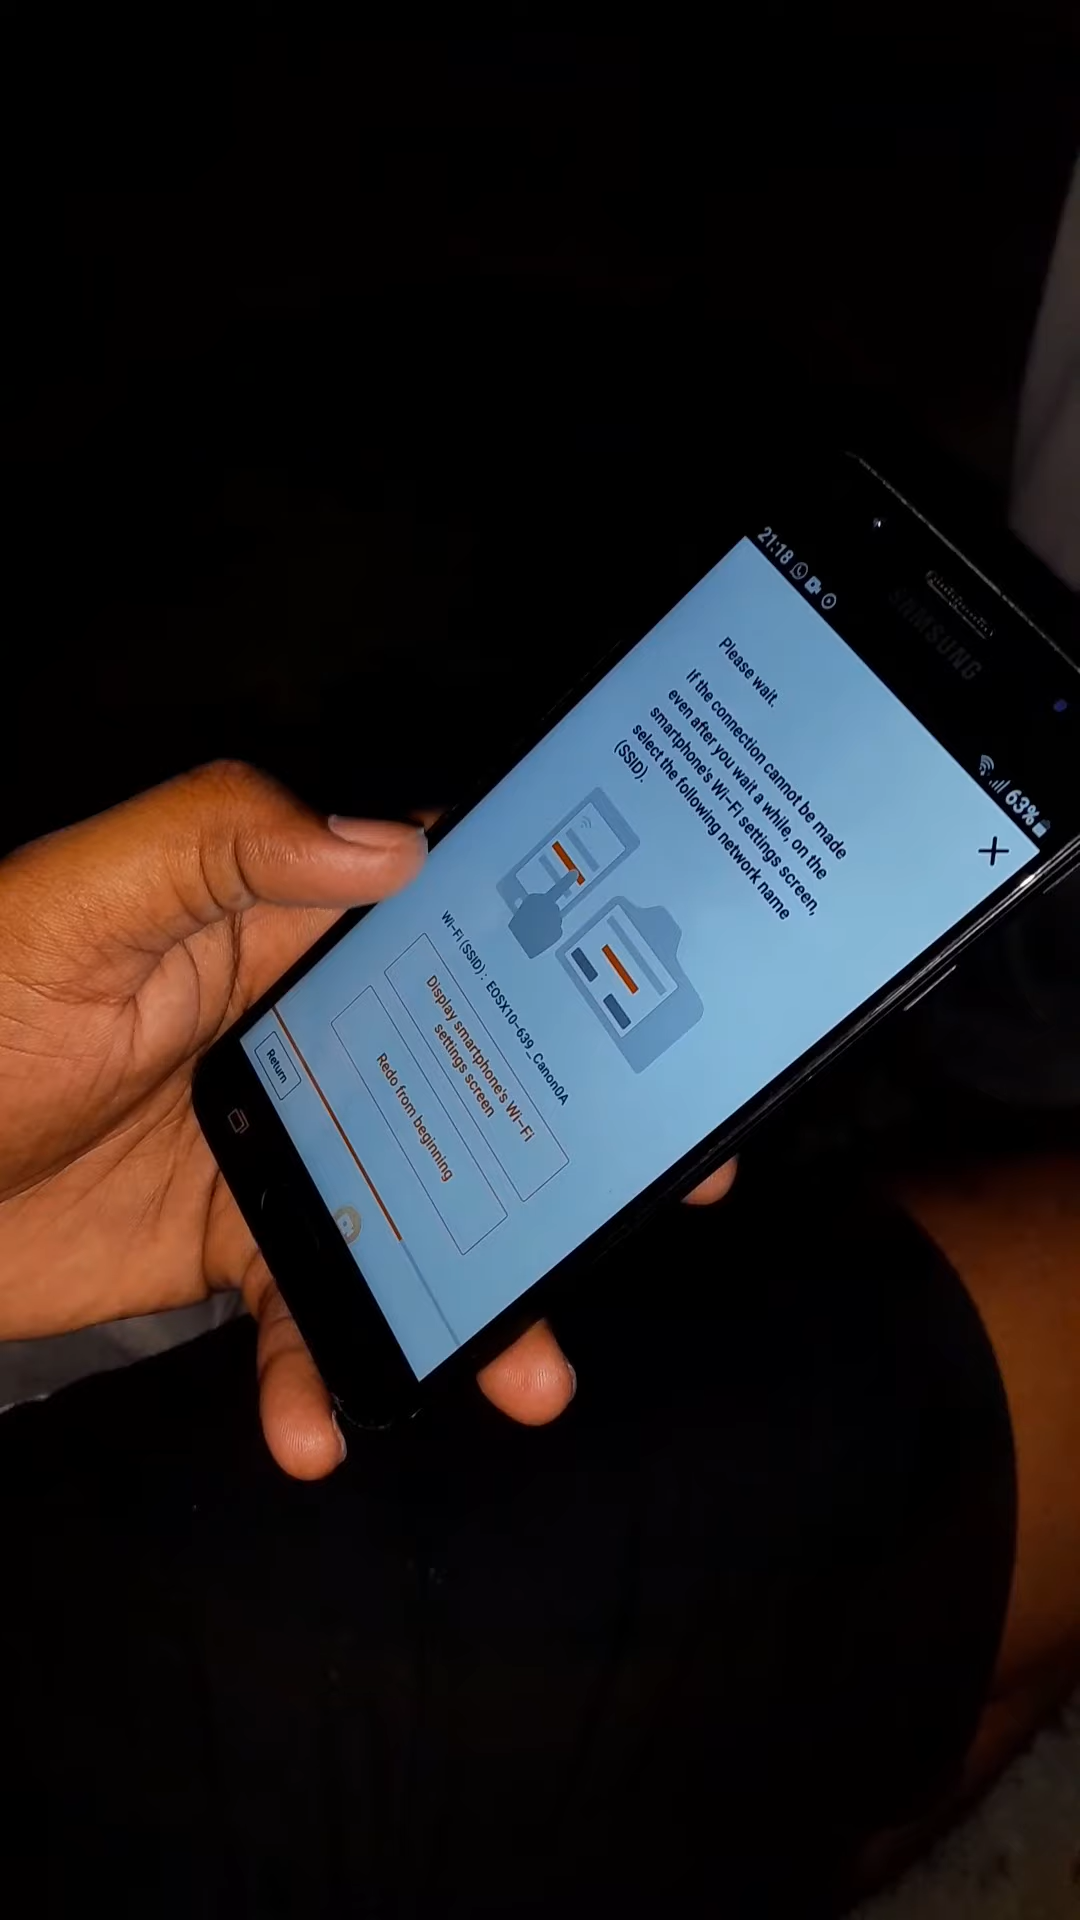 SAMSUNG
21:18
63%
Please wait.
If the connection cannot be made
even after you wait a while, on the
smartphone's Wi-Fi settings screen,
select the following network name
(SSID).
Wi-Fi (SSID) : EOSX10-639_Canon0A
Display smartphone's Wi-Fi
settings screen
Redo from beginning
Return